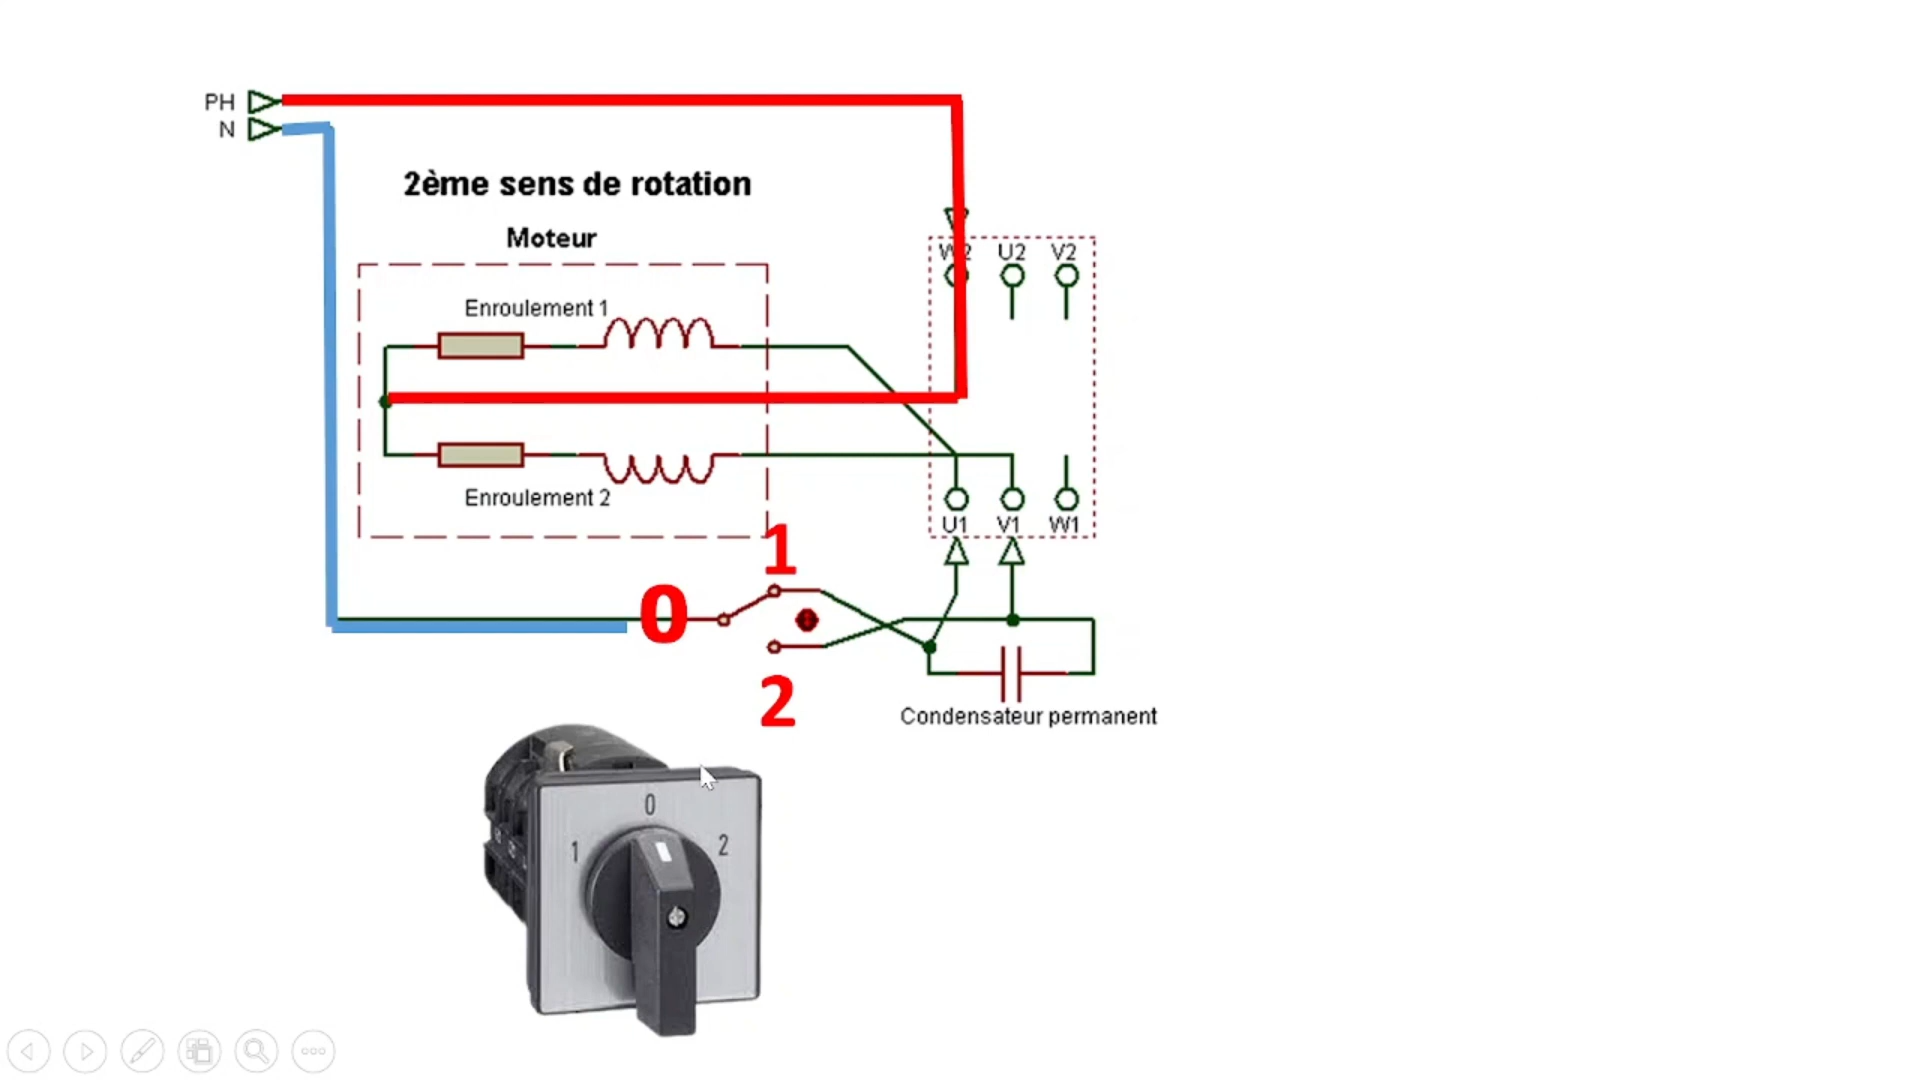 PH
N
2ème sens de rotation
Moteur
W2 U2 V2
Enroulement 1
Enroulement 2
U1 V1 W1
1
0
2
Condensateur permanent
0
1 2